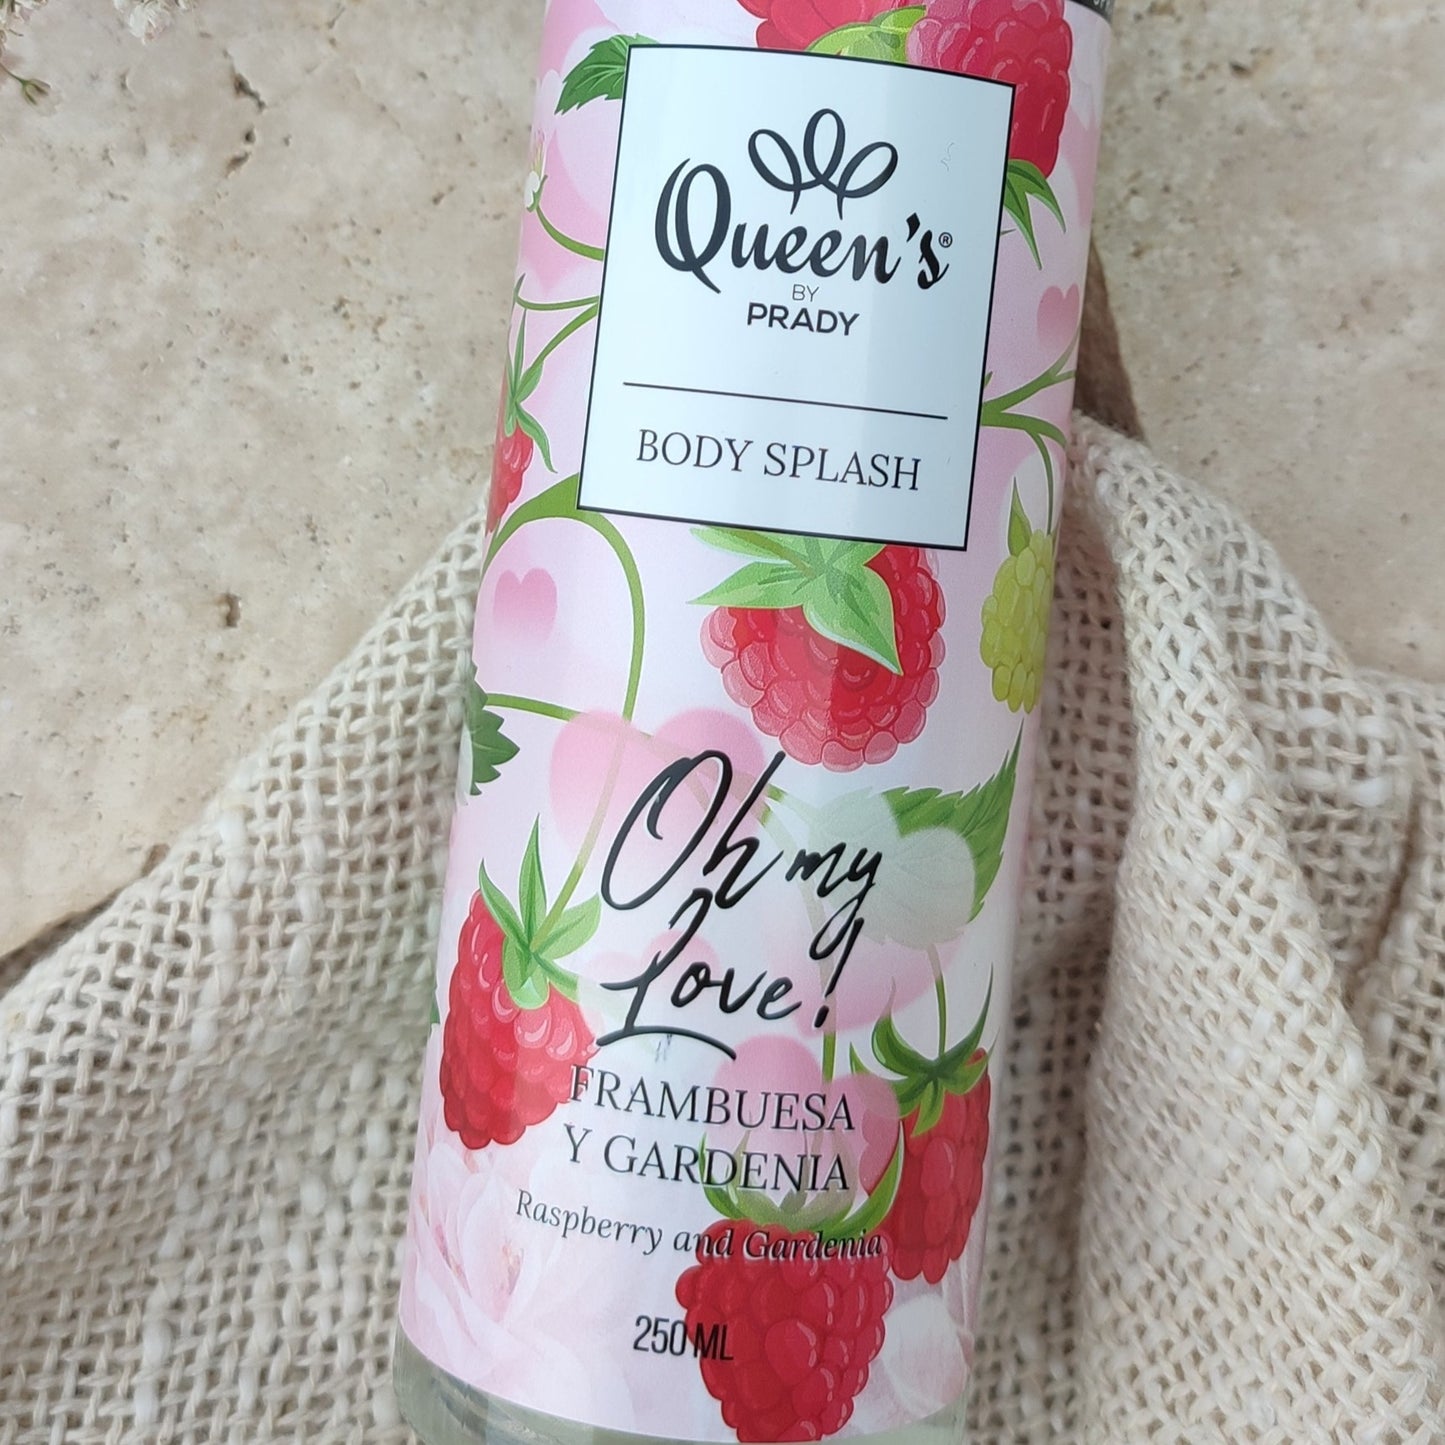 Queen's®
BY
PRADY
BODY SPLASH
Oh my
Love!
FRAMBUESA
Y GARDENIA
Raspberry and Gardenia
250 ML